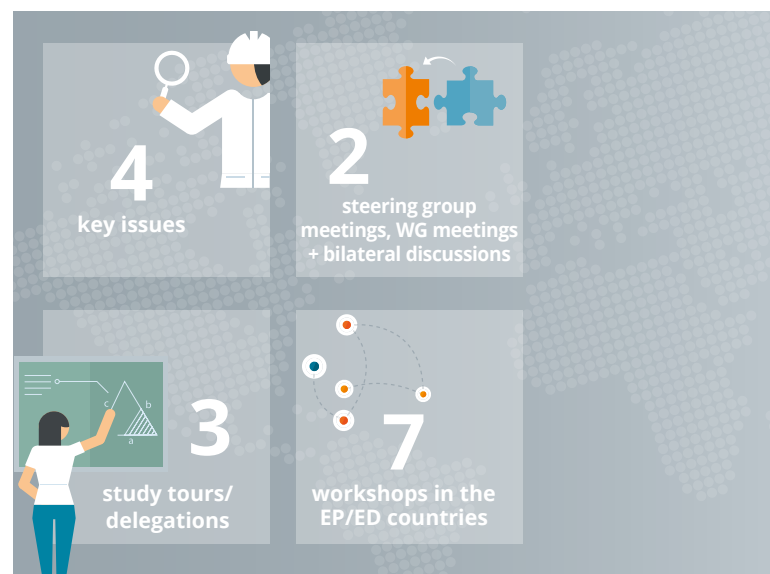 4
key issues
2
steering group
meetings, WG meetings
+ bilateral discussions
c
b
a
3
study tours/
delegations
7
workshops in the
EP/ED countries